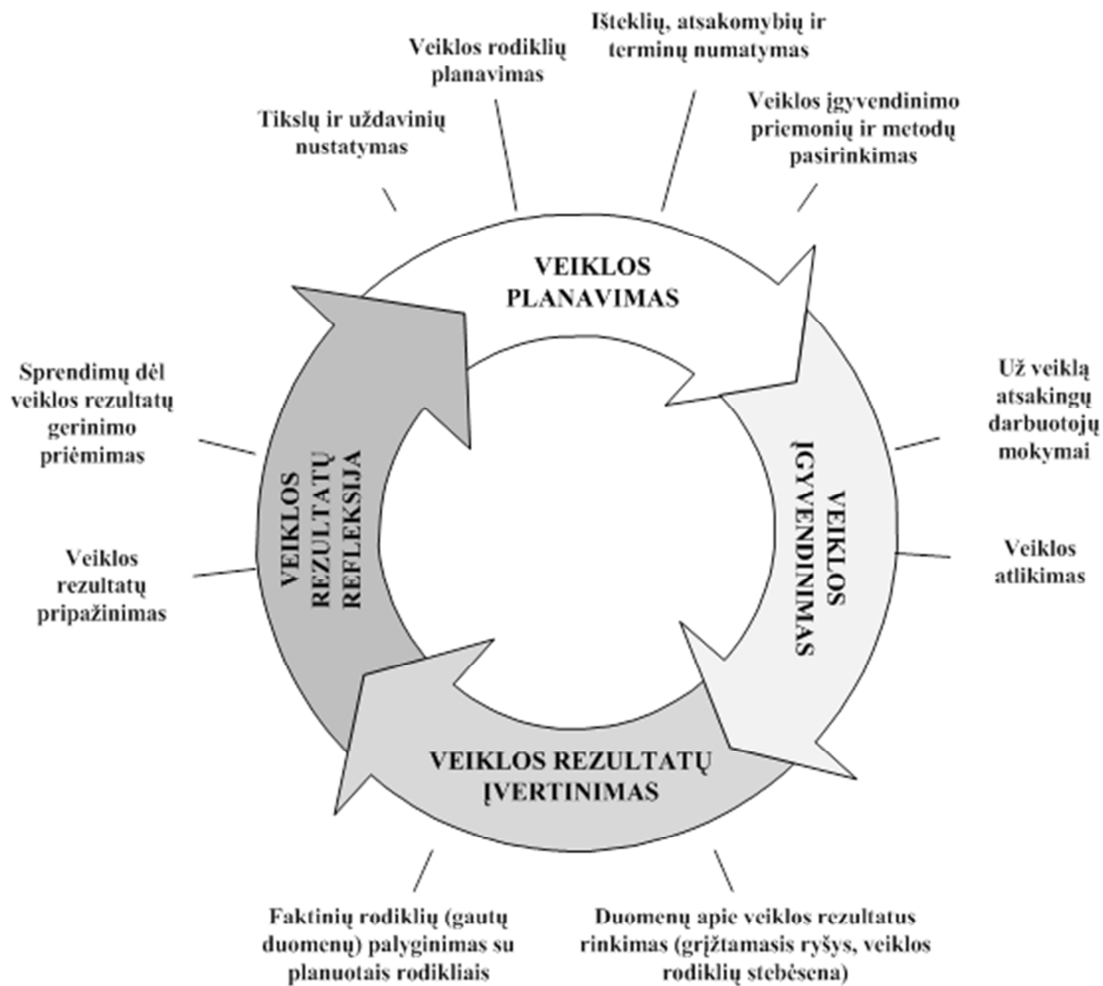 Išteklių, atsakomybių ir
terminų numatymas
Veiklos rodiklių
planavimas
Veiklos įgyvendinimo
priemonių ir metodų
pasirinkimas
Tikslų ir uždavinių
nustatymas
VEIKLOS
PLANAVIMAS
Už veiklą
atsakingų
darbuotojų
mokymai
Veiklos
atlikimas
VEIKLOS
ĮGYVENDINIMAS
VEIKLOS REZULTATŲ
ĮVERTINIMAS
Duomenų apie veiklos rezultatus
rinkimas (grįžtamasis ryšys, veiklos
rodiklių stebėsena)
Faktinių rodiklių (gautų
duomenų) palyginimas su
planuotais rodikliais
VEIKLOS
REZULTATŲ
REFLEKSIJA
Veiklos
rezultatų
pripažinimas
Sprendimų dėl
veiklos rezultatų
gerinimo
priėmimas